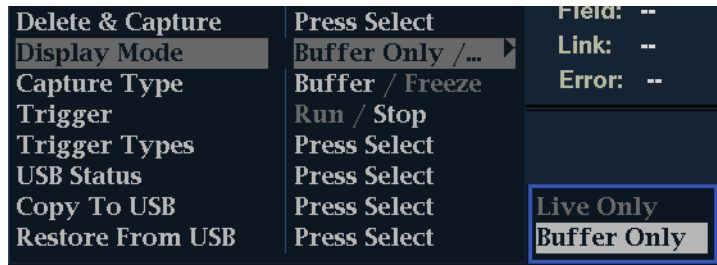 Delete & Capture Press Select
Display Mode Buffer Only /...
Capture Type Buffer / Freeze
Trigger Run / Stop
Trigger Types Press Select
USB Status Press Select
Copy To USB Press Select
Restore From USB Press Select
Field: --
Link: --
Error: --
Live Only
Buffer Only